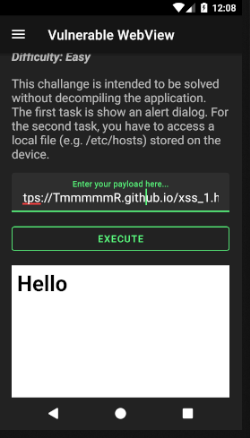 12:08
Vulnerable WebView
Difficulty: Easy
This challange is intended to be solved
without decompiling the application.
The first task is show an alert dialog. For
the second task, you have to access a
local file (e.g. /etc/hosts) stored on the
device.
Enter your payload here...
tps://TmmmmmR.github.io/xss_1.h
EXECUTE
Hello